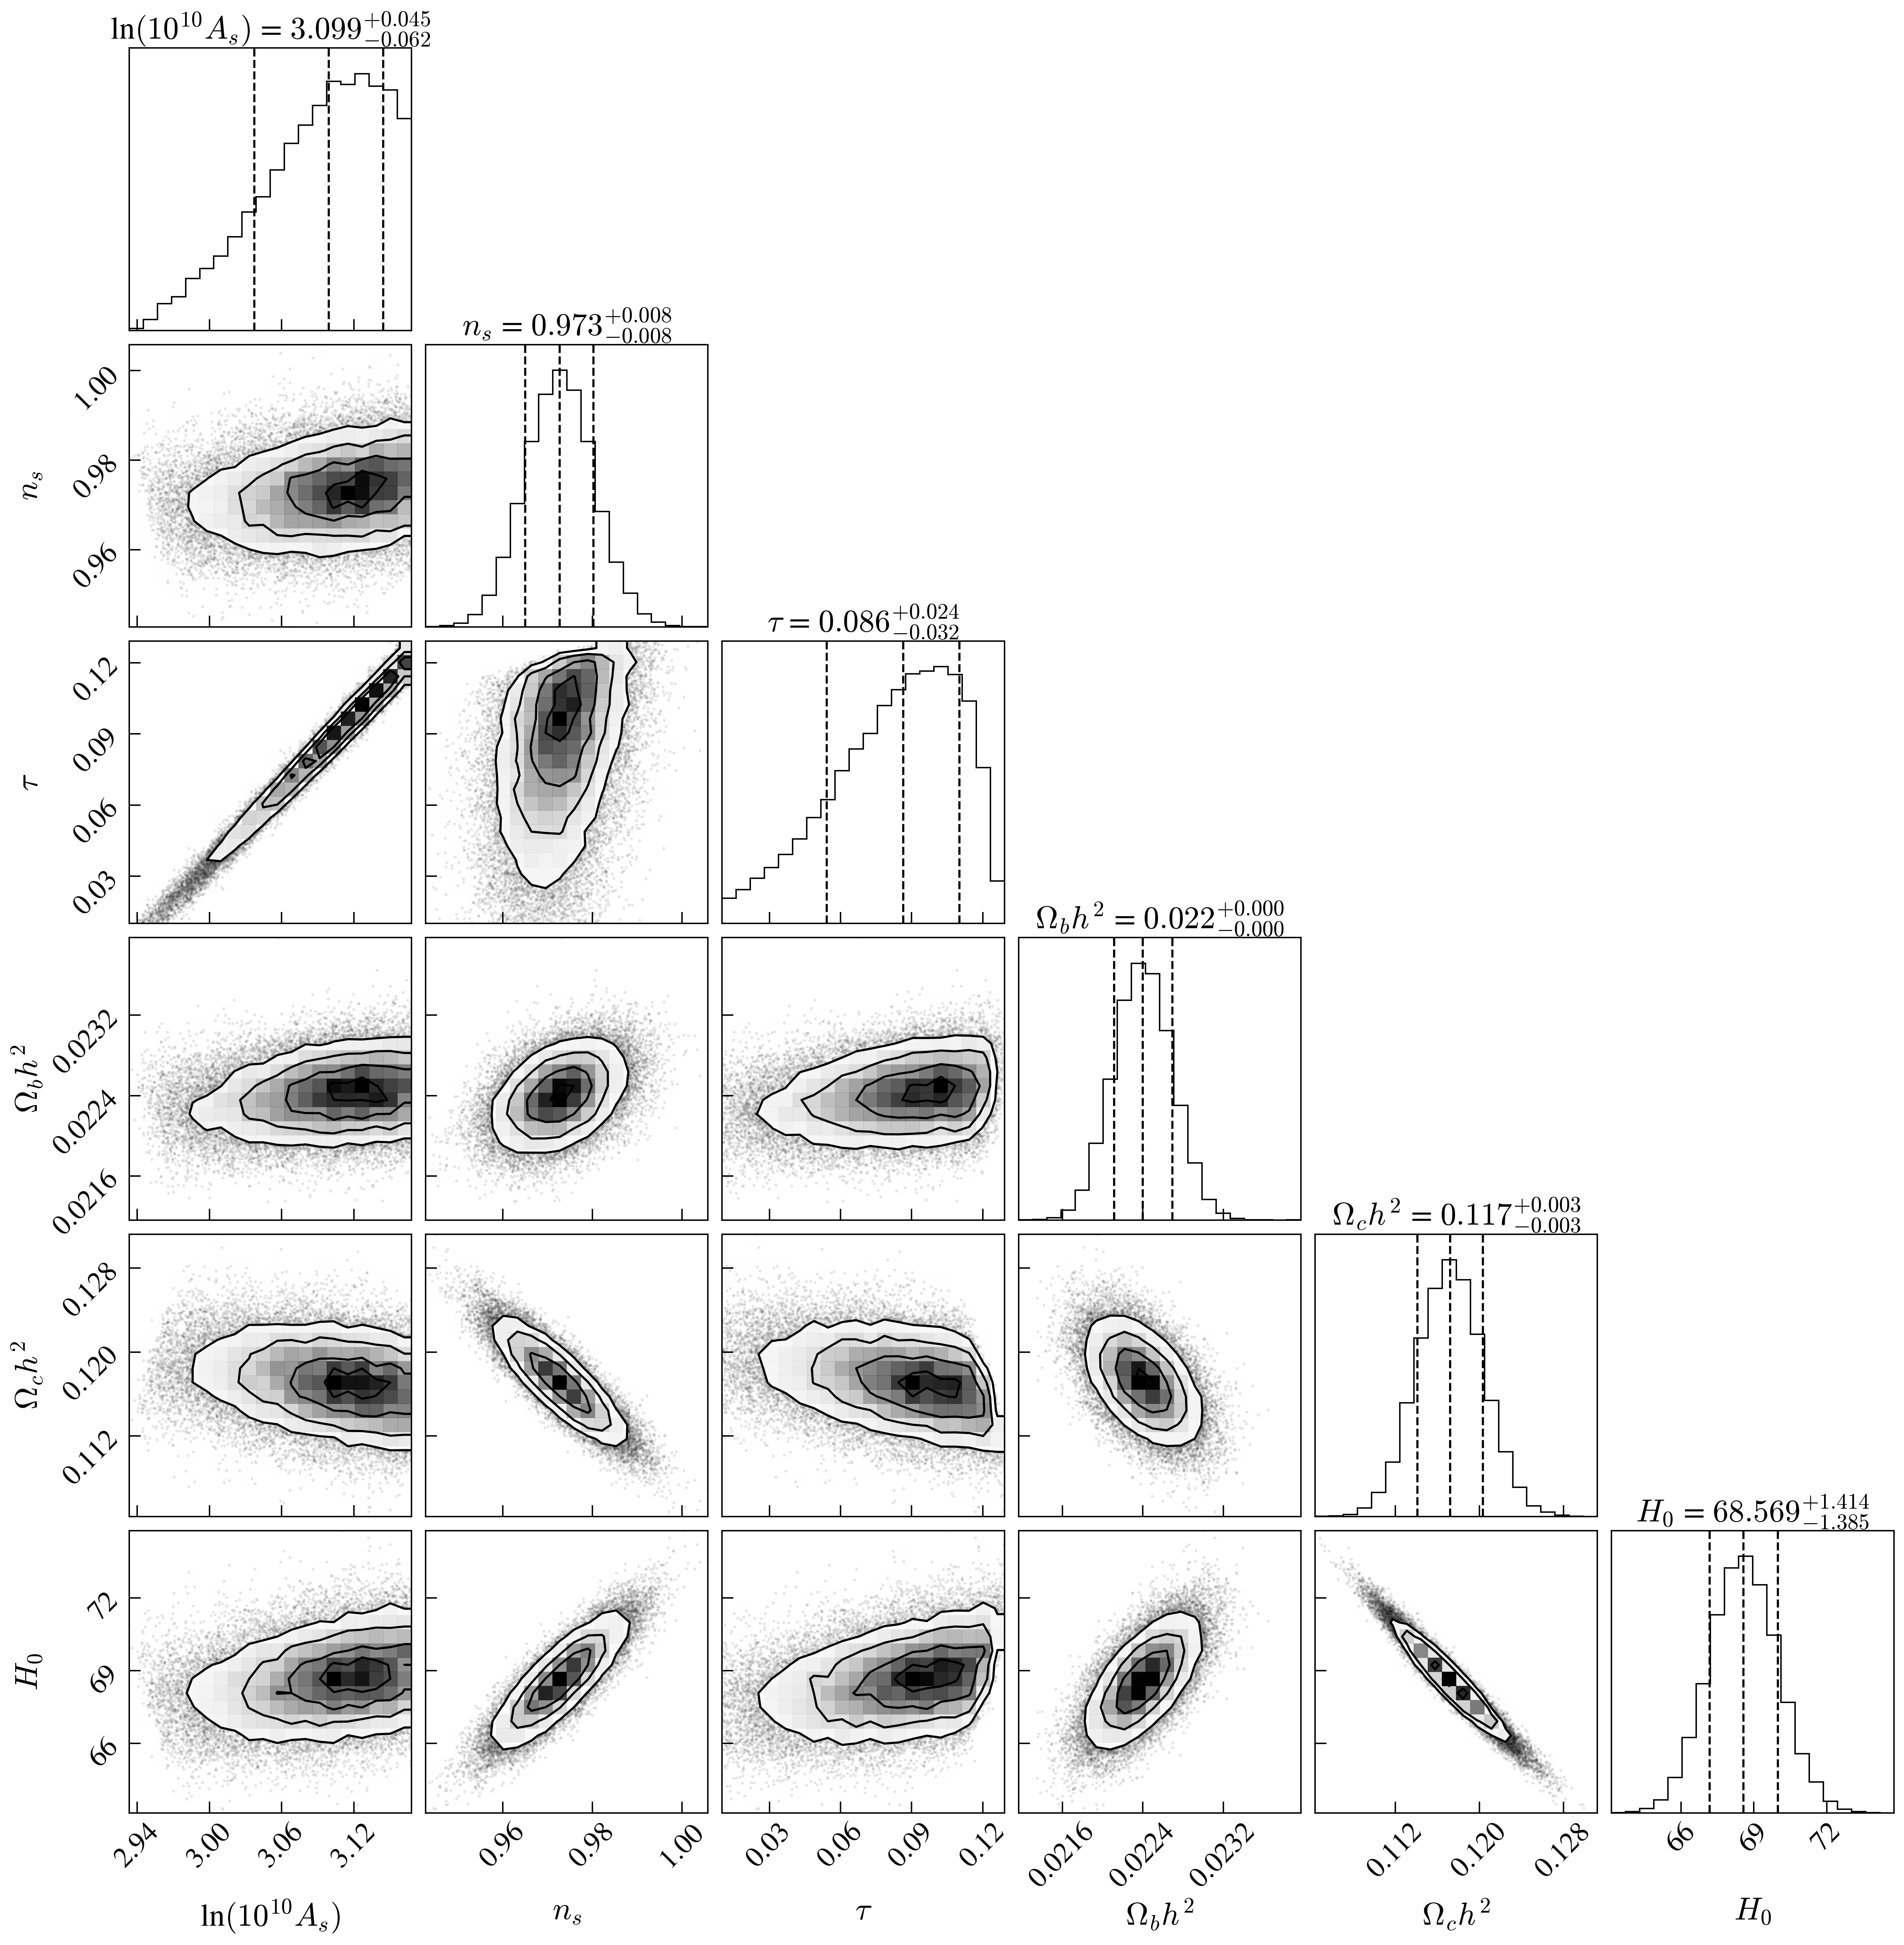 ln(10^{10} A_s) = 3.099^{+0.045}_{-0.062}
n_s = 0.973^{+0.008}_{-0.008}
1.00
0.98
0.96
n_s
τ = 0.086^{+0.024}_{-0.032}
0.12
0.09
0.06
0.03
τ
Ω_b h^2 = 0.022^{+0.000}_{-0.000}
0.0232
0.0224
0.0216
Ω_b h^2
Ω_c h^2 = 0.117^{+0.003}_{-0.003}
0.128
0.120
0.112
Ω_c h^2
H_0 = 68.569^{+1.414}_{-1.385}
72
69
66
H_0
2.94 3.00 3.06 3.12 0.96 0.98 1.00 0.03 0.06 0.09 0.12 0.0216 0.0224 0.0232 0.112 0.120 0.128 66 69 72
ln(10^{10} A_s) n_s τ Ω_b h^2 Ω_c h^2 H_0